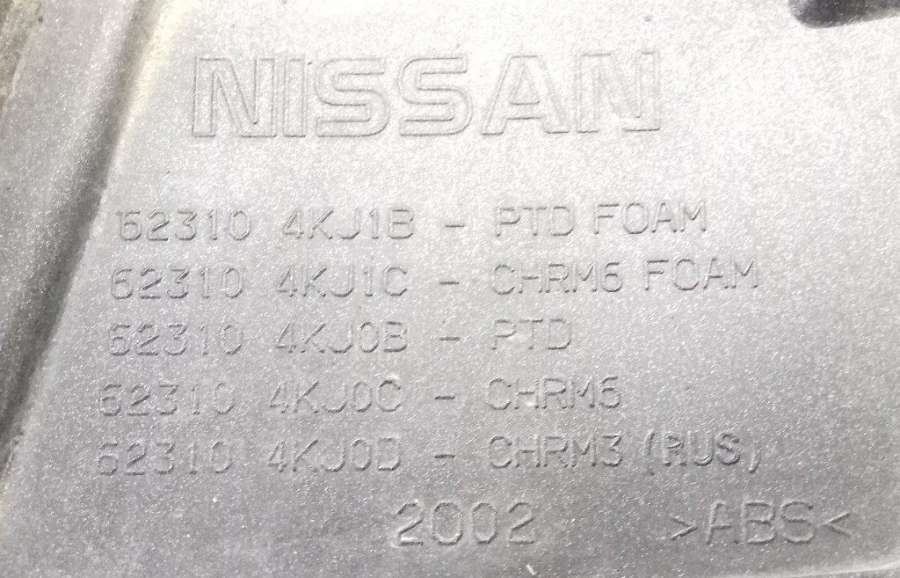 NISSAN
62310 4KJ1B - PTD FOAM
62310 4KJ1C - CHRM6 FOAM
62310 4KJ0B - PTD
62310 4KJ0C - CHRM6
62310 4KJ0D - CHRM3 (RUS)
2002 >ABS<